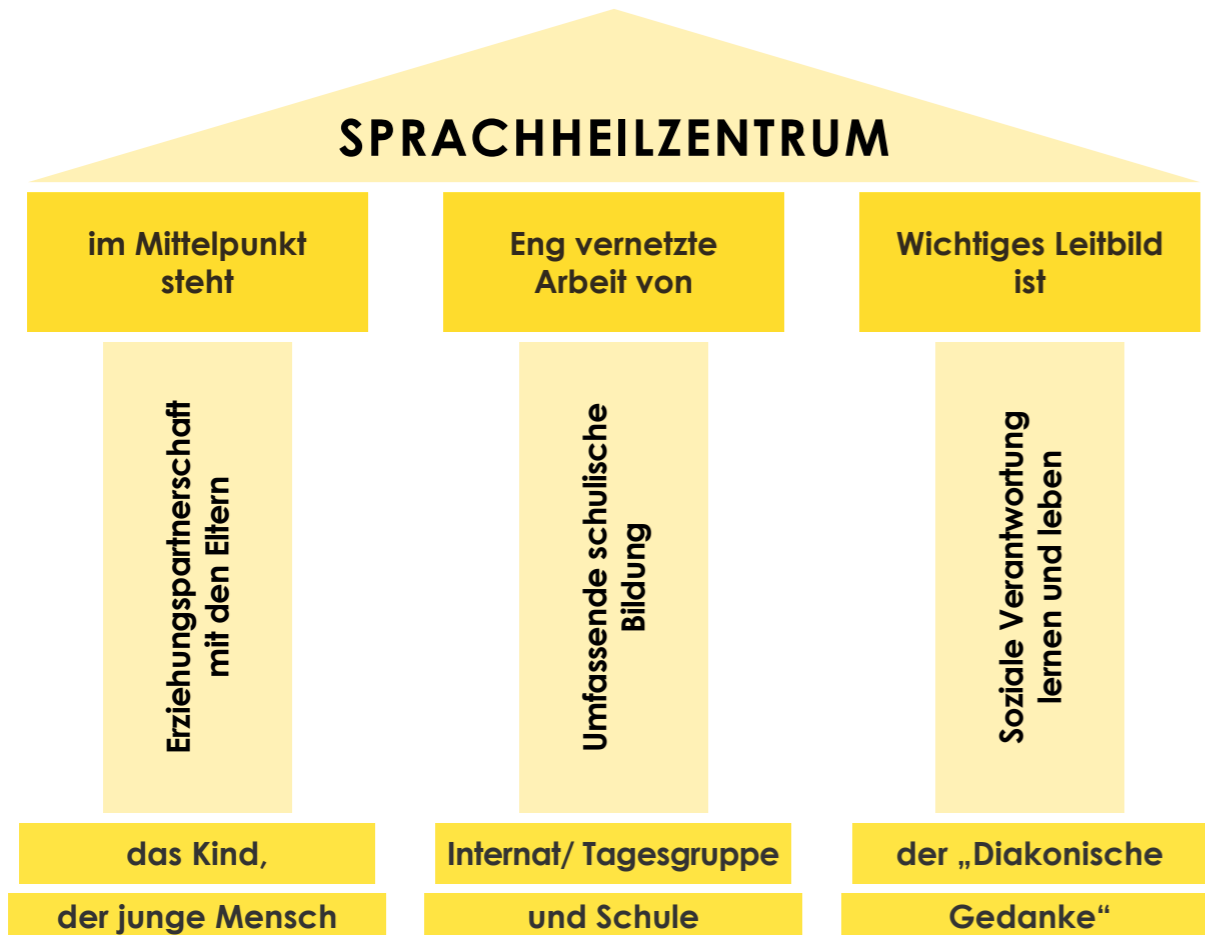 SPRACHHEILZENTRUM
im Mittelpunkt
steht
Erziehungspartnerschaft
mit den Eltern
das Kind,
der junge Mensch
Eng vernetzte
Arbeit von
Umfassende schulische
Bildung
Internat/ Tagesgruppe
und Schule
Wichtiges Leitbild
ist
Soziale Verantwortung
lernen und leben
der „Diakonische
Gedanke“